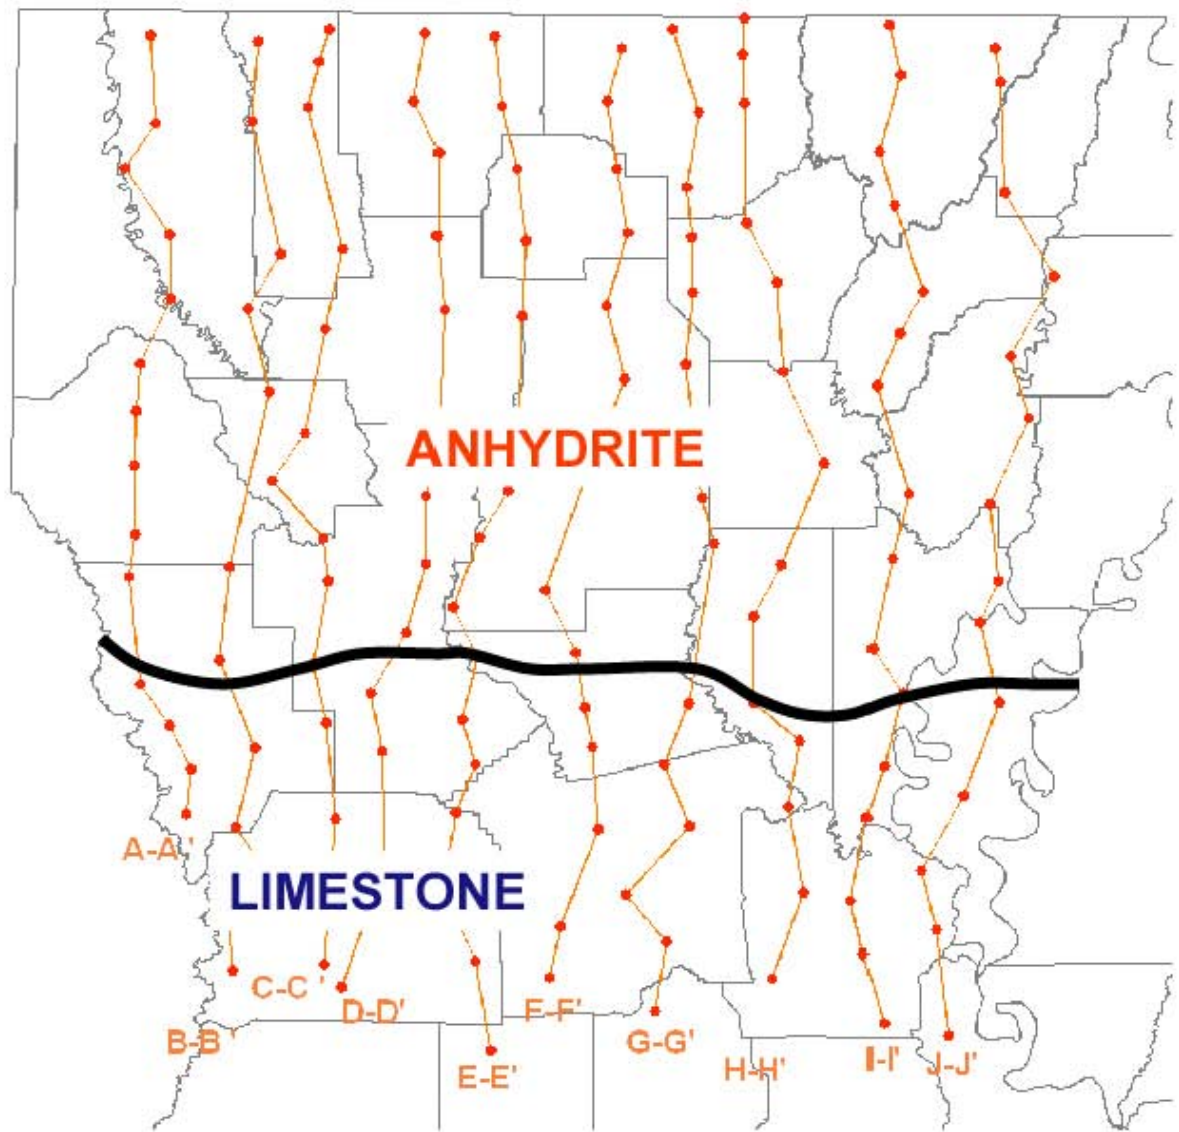 ANHYDRITE
A-A '
LIMESTONE
C-C '
D-D'
F-F'
B-B '
G-G'
E-E'
H-H'
I-I'
J-J'